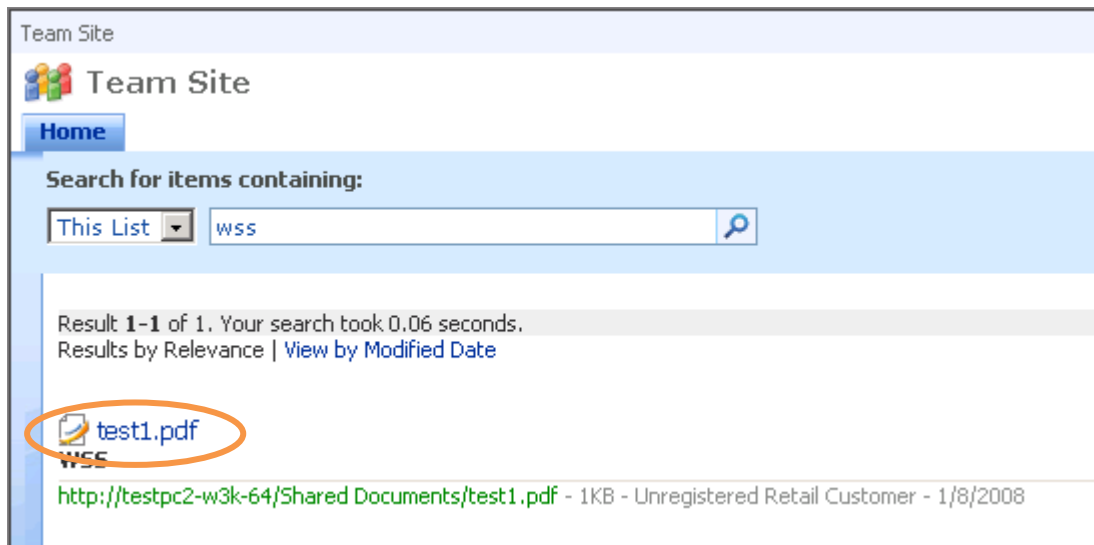 Team Site
Team Site
Home
Search for items containing:
This List wss
Result 1-1 of 1. Your search took 0.06 seconds.
Results by Relevance | View by Modified Date
test1.pdf
WSS
http://testpc2-w3k-64/Shared Documents/test1.pdf - 1KB - Unregistered Retail Customer - 1/8/2008